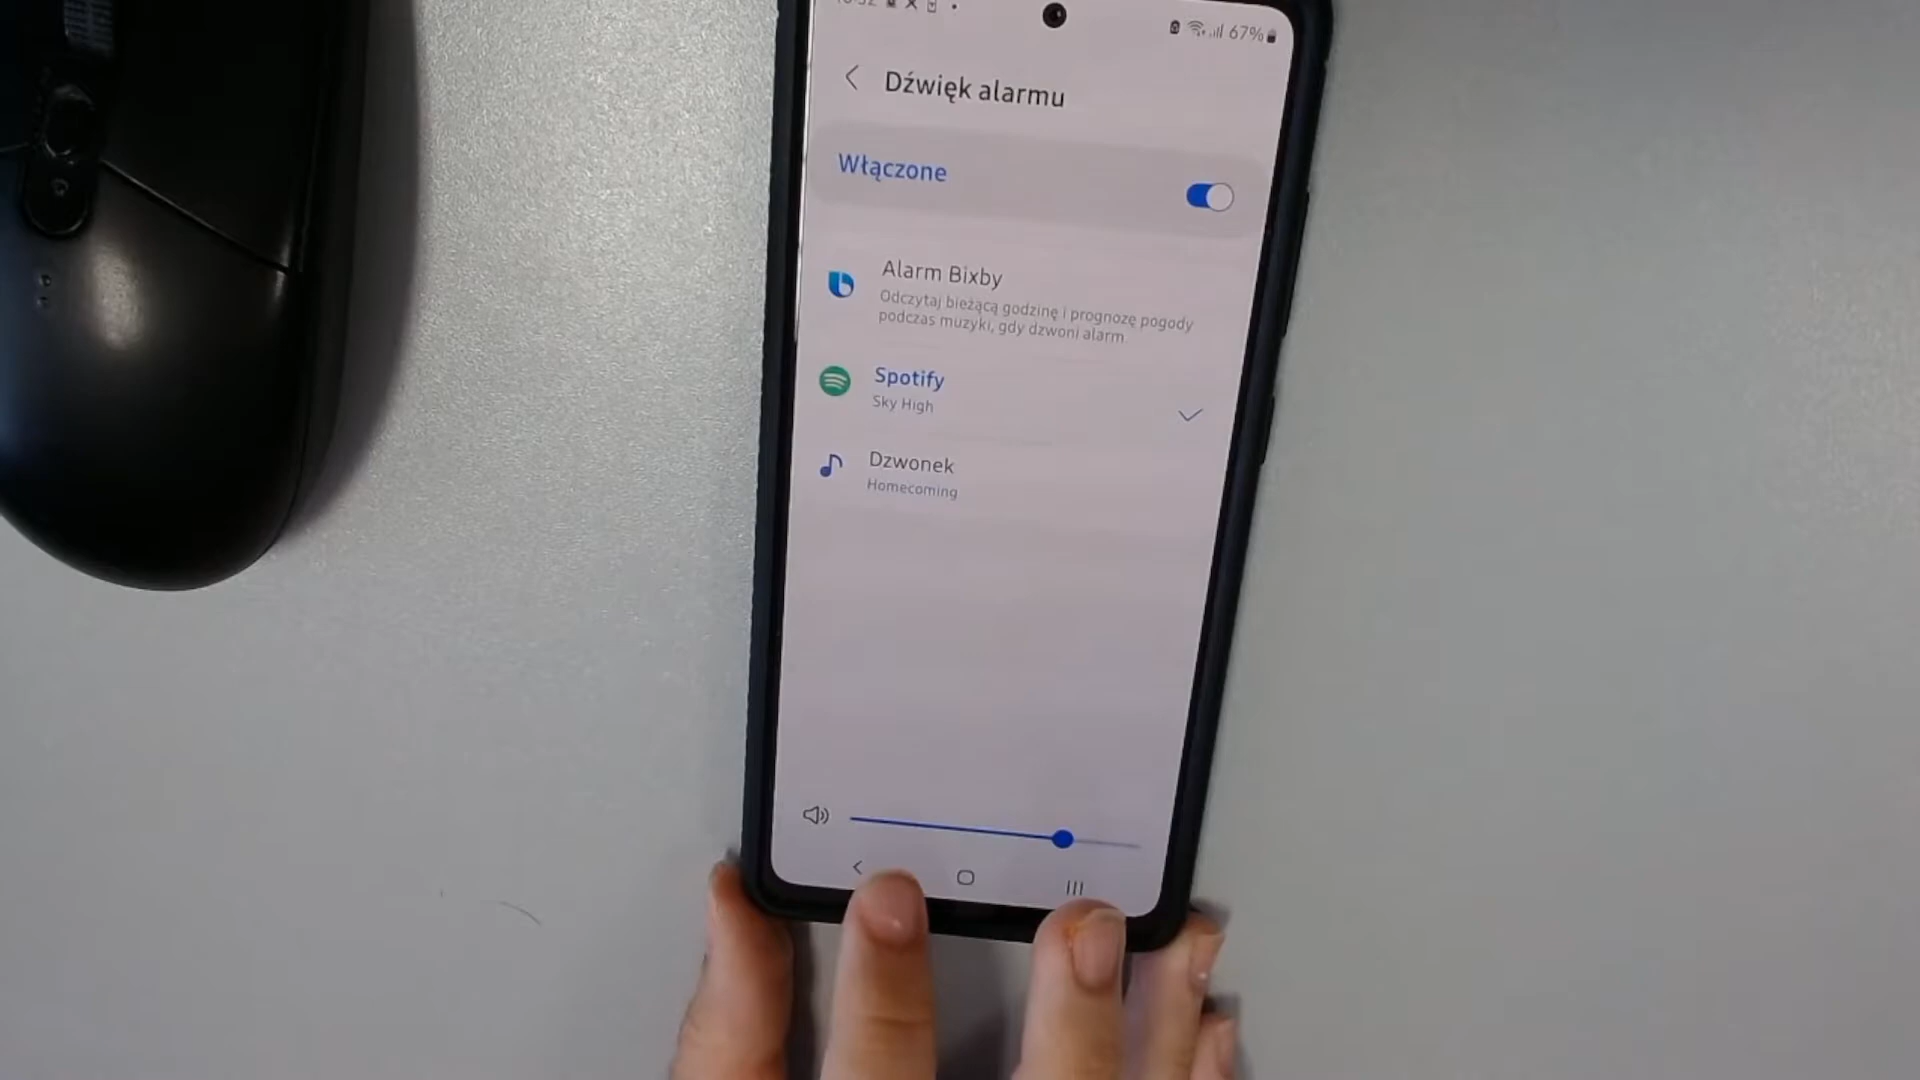 67%
Dźwięk alarmu
Włączone
Alarm Bixby
Odczytaj bieżącą godzinę i prognozę pogody
podczas muzyki, gdy dzwoni alarm.
Spotify
Sky High
Dzwonek
Homecoming